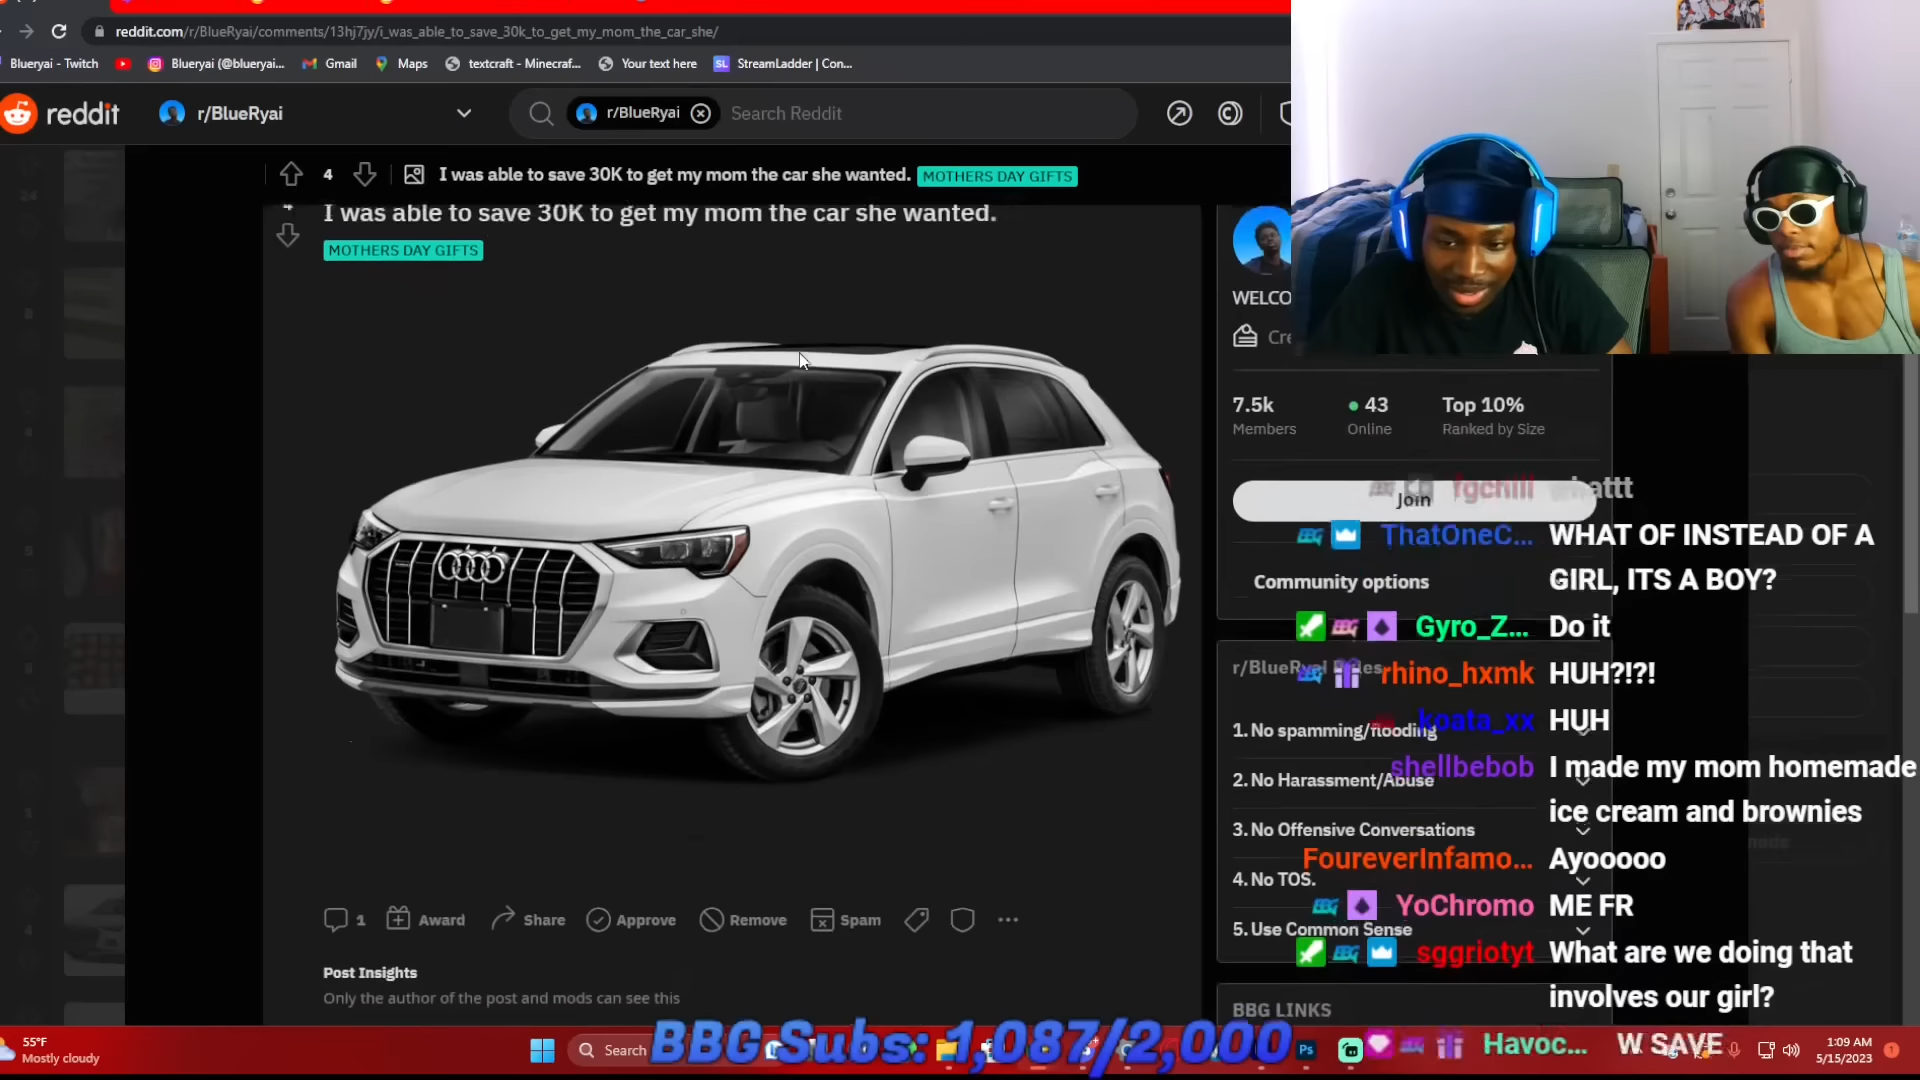 reddit.com/r/BlueRyai/comments/13hj7jy/i_was_able_to_save_30k_to_get_my_mom_the_car_she/
Blueryai - Twitch
Blueryai (@blueryai...
Gmail
Maps
textcraft - Minecraf...
Your text here
SL
StreamLadder | Con...
reddit
r/BlueRyai
r/BlueRyai
Search Reddit
4
I was able to save 30K to get my mom the car she wanted.
MOTHERS DAY GIFTS
I was able to save 30K to get my mom the car she wanted.
MOTHERS DAY GIFTS
1
Award
Share
Approve
Remove
Spam
Post Insights
Only the author of the post and mods can see this
WELCO
Cre
7.5k
Members
43
Online
Top 10%
Ranked by Size
Join
Community options
1. No spamming/flooding
2. No Harassment/Abuse
3. No Offensive Conversations
4. No TOS.
5. Use Common Sense
BBG LINKS
fgchill whattt
ThatOneC... WHAT OF INSTEAD OF A
GIRL, ITS A BOY?
Gyro_Z... Do it
rhino_hxmk HUH?!?!
koata_xx HUH
shellbebob I made my mom homemade
ice cream and brownies
FoureverInfamo... Ayooooo
YoChromo ME FR
sggriotyt What are we doing that
involves our girl?
Havoc... W SAVE
BBG Subs: 1,087/2,000
55°F
Mostly cloudy
Search
Ps
1:09 AM
5/15/2023
1